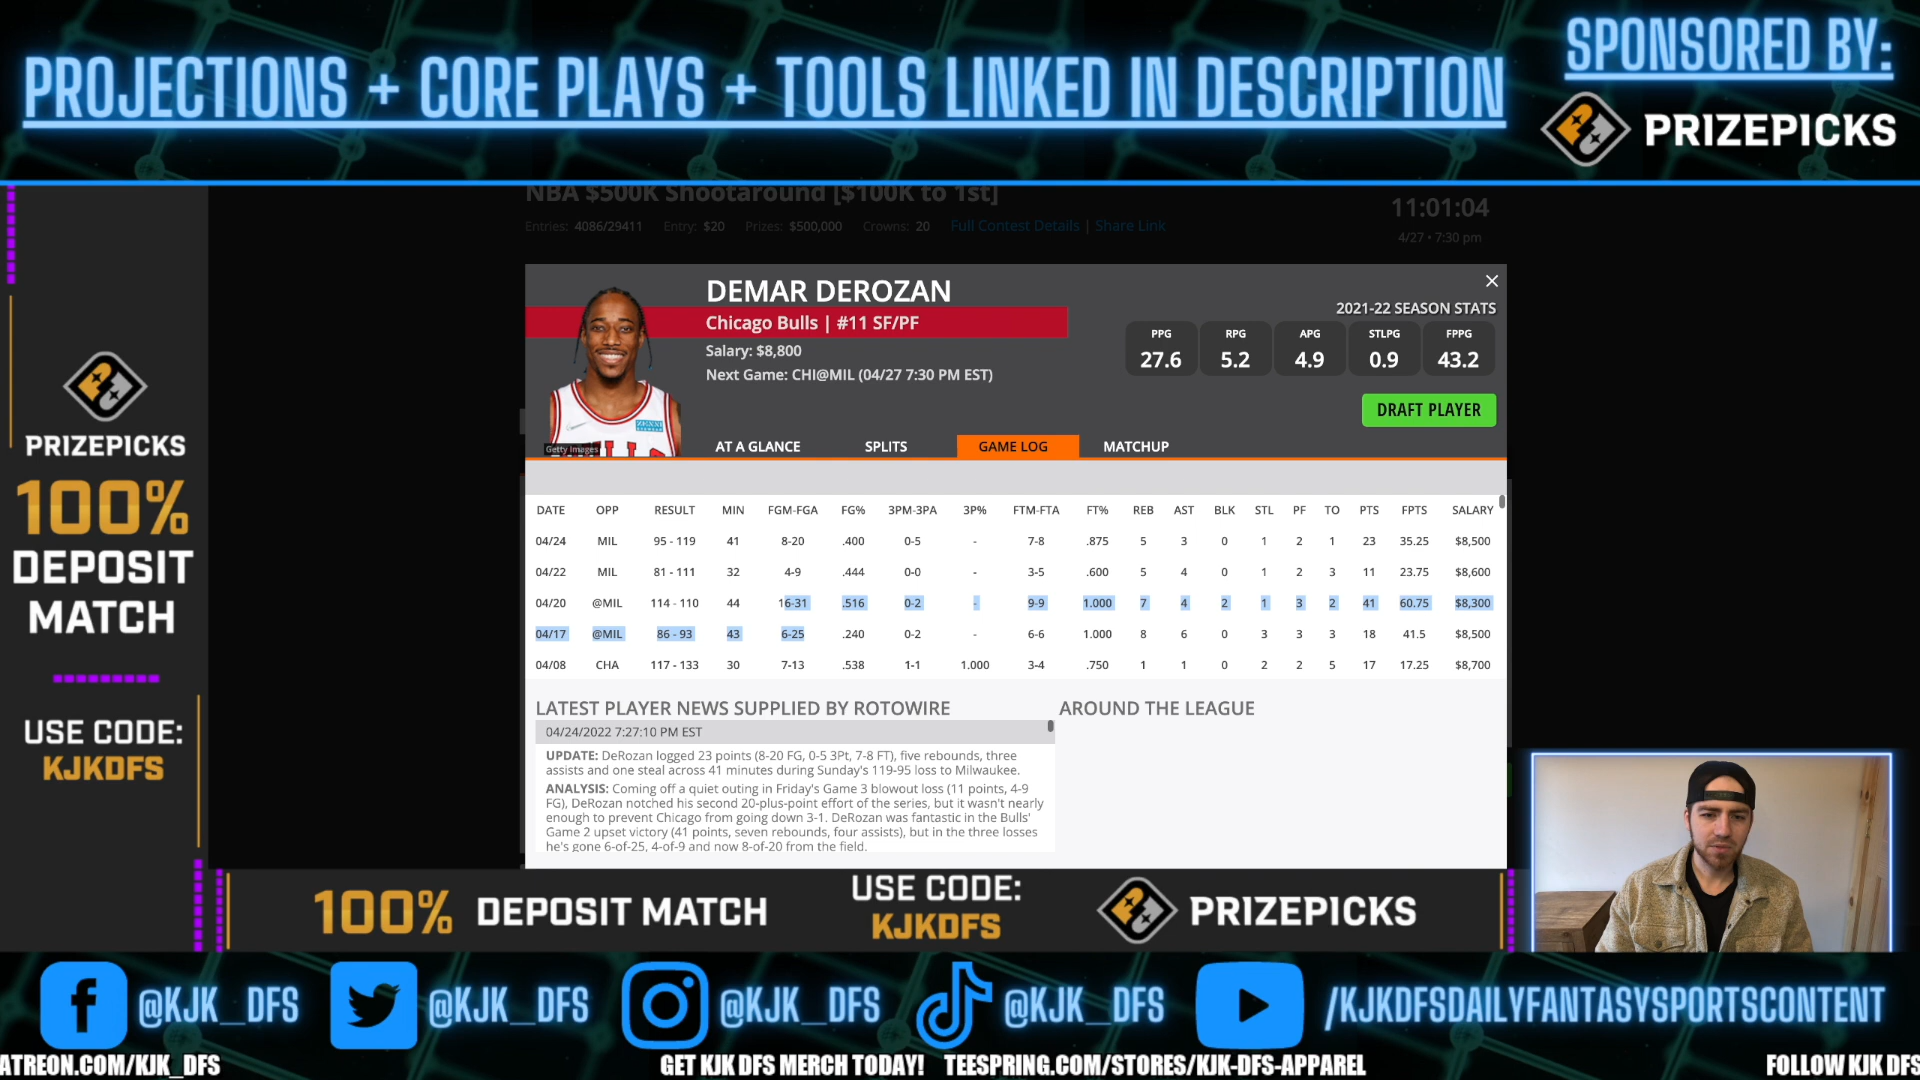 PROJECTIONS + CORE PLAYS + TOOLS LINKED IN DESCRIPTION
SPONSORED BY:
PRIZEPICKS
NBA $500K Shootaround [$100K to 1st]
Entries: 4086/29411 Entry: $20 Prizes: $500,000 Crowns: 20 Full Contest Details | Share Link
11:01:04
4/27 • 7:30 pm
DEMAR DEROZAN
Chicago Bulls | #11 SF/PF
Salary: $8,800
Next Game: CHI@MIL (04/27 7:30 PM EST)
2021-22 SEASON STATS
PPG RPG APG STLPG FPPG
27.6 5.2 4.9 0.9 43.2
DRAFT PLAYER
Getty Images
AT A GLANCE SPLITS GAME LOG MATCHUP
DATE OPP RESULT MIN FGM-FGA FG% 3PM-3PA 3P% FTM-FTA FT% REB AST BLK STL PF TO PTS FPTS SALARY
04/24 MIL 95 - 119 41 8-20 .400 0-5 - 7-8 .875 5 3 0 1 2 1 23 35.25 $8,500
04/22 MIL 81 - 111 32 4-9 .444 0-0 - 3-5 .600 5 4 0 1 2 3 11 23.75 $8,600
04/20 @MIL 114 - 110 44 16-31 .516 0-2 - 9-9 1.000 7 4 2 1 3 2 41 60.75 $8,300
04/17 @MIL 86 - 93 43 6-25 .240 0-2 - 6-6 1.000 8 6 0 3 3 3 18 41.5 $8,500
04/08 CHA 117 - 133 30 7-13 .538 1-1 1.000 3-4 .750 1 1 0 2 2 5 17 17.25 $8,700
LATEST PLAYER NEWS SUPPLIED BY ROTOWIRE
04/24/2022 7:27:10 PM EST
UPDATE: DeRozan logged 23 points (8-20 FG, 0-5 3Pt, 7-8 FT), five rebounds, three
assists and one steal across 41 minutes during Sunday's 119-95 loss to Milwaukee.
ANALYSIS: Coming off a quiet outing in Friday's Game 3 blowout loss (11 points, 4-9
FG), DeRozan notched his second 20-plus-point effort of the series, but it wasn't nearly
enough to prevent Chicago from going down 3-1. DeRozan was fantastic in the Bulls'
Game 2 upset victory (41 points, seven rebounds, four assists), but in the three losses
he's gone 6-of-25, 4-of-9 and now 8-of-20 from the field.
AROUND THE LEAGUE
PRIZEPICKS
100%
DEPOSIT
MATCH
USE CODE:
KJKDFS
100% DEPOSIT MATCH
USE CODE:
KJKDFS
PRIZEPICKS
@KJK_DFS @KJK_DFS @KJK_DFS @KJK_DFS /KJKDFSDAILYFANTASYSPORTSCONTENT
ATREON.COM/KJK_DFS GET KJK DFS MERCH TODAY! TEESPRING.COM/STORES/KJK-DFS-APPAREL FOLLOW KJK DFS